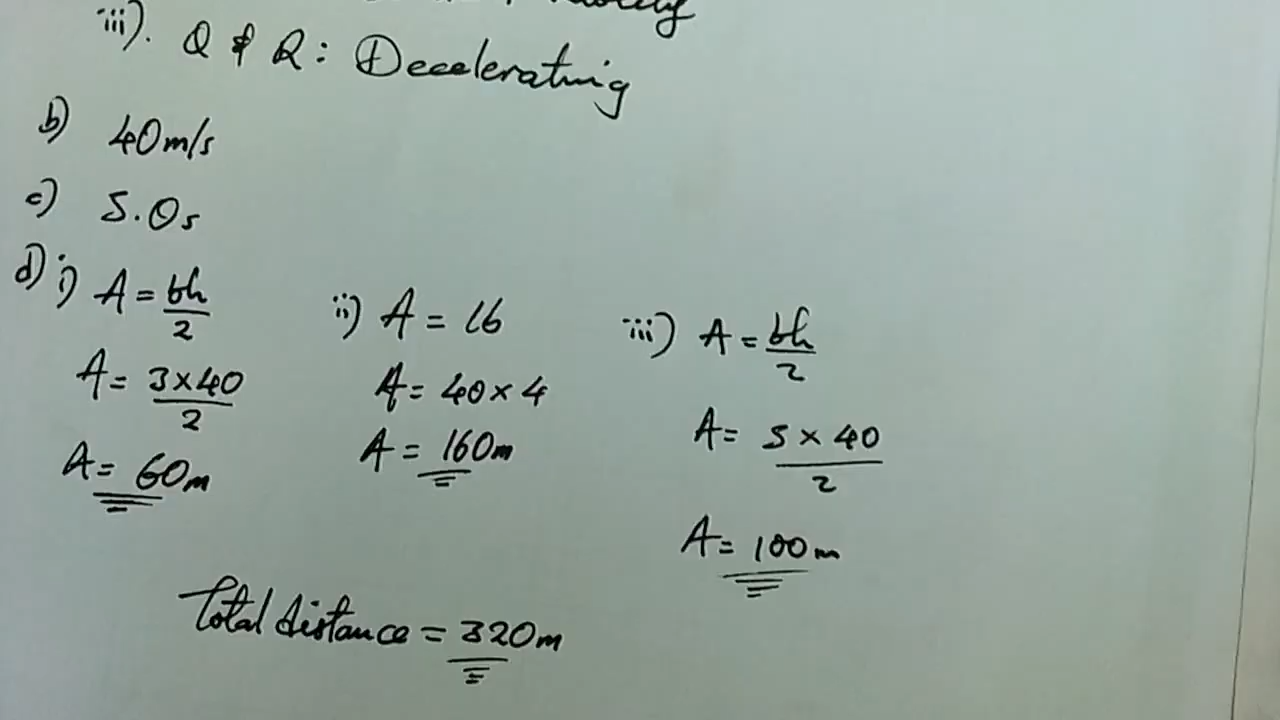 iii). Q & R: Decelerating
b) 40m/s
c) 5.0s
d) i) A = bh/2
A = 3×40/2
A = 60m
ii) A = lb
A = 40×4
A = 160m
iii) A = bh/2
A = 5 × 40/2
A = 100m
Total distance = 320m